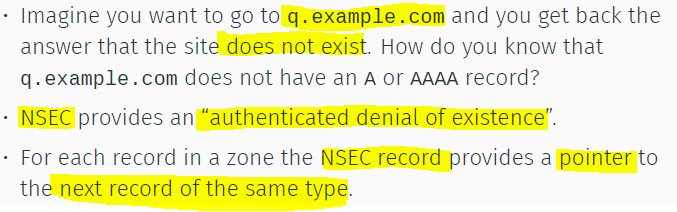 • Imagine you want to go to q.example.com and you get back the
answer that the site does not exist. How do you know that
q.example.com does not have an A or AAAA record?
• NSEC provides an “authenticated denial of existence”.
• For each record in a zone the NSEC record provides a pointer to
the next record of the same type.